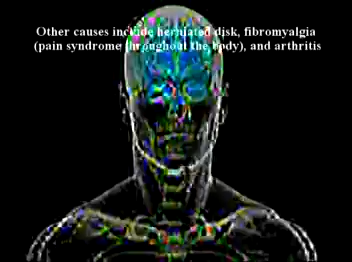 Other causes include herniated disk, fibromyalgia
(pain syndrome throughout the body), and arthritis